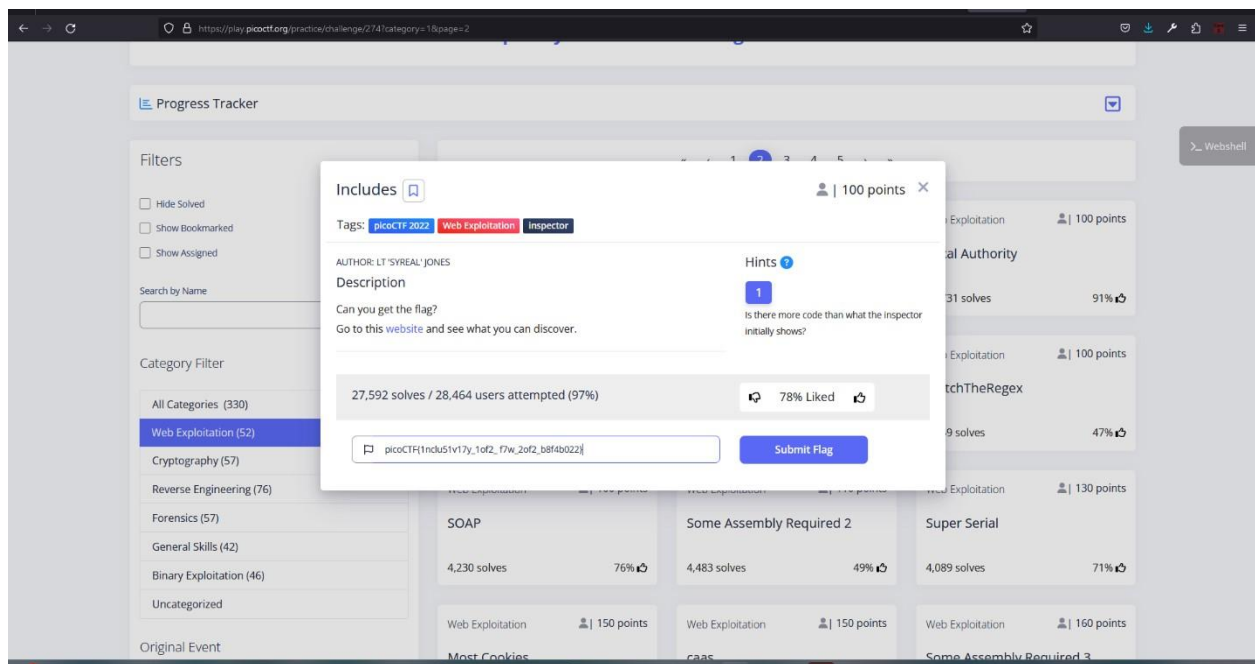 https://play.picoctf.org/practice/challenge/274?category=1&page=2
Progress Tracker
Webshell
Filters
1 2 3 4 5
Hide Solved
Show Bookmarked
Show Assigned
Search by Name
Category Filter
All Categories (330)
Web Exploitation (52)
Cryptography (57)
Reverse Engineering (76)
Forensics (57)
General Skills (42)
Binary Exploitation (46)
Uncategorized
Original Event
Includes
| 100 points
Tags: picoCTF 2022 Web Exploitation inspector
AUTHOR: LT 'SYREAL' JONES
Description
Can you get the flag?
Go to this website and see what you can discover.
Hints
1
Is there more code than what the inspector
initially shows?
27,592 solves / 28,464 users attempted (97%)
78% Liked
picoCTF{1nclu51v17y_1of2_ f7w_2of2_b8f4b022}
Submit Flag
Exploitation | 100 points
al Authority
31 solves 91%
Exploitation | 100 points
tchTheRegex
9 solves 47%
Web Exploitation | 130 points
SOAP
4,230 solves 76%
Some Assembly Required 2
4,483 solves 49%
Super Serial
4,089 solves 71%
Web Exploitation | 150 points
Most Cookies
Web Exploitation | 150 points
caas
Web Exploitation | 160 points
Some Assembly Required 3